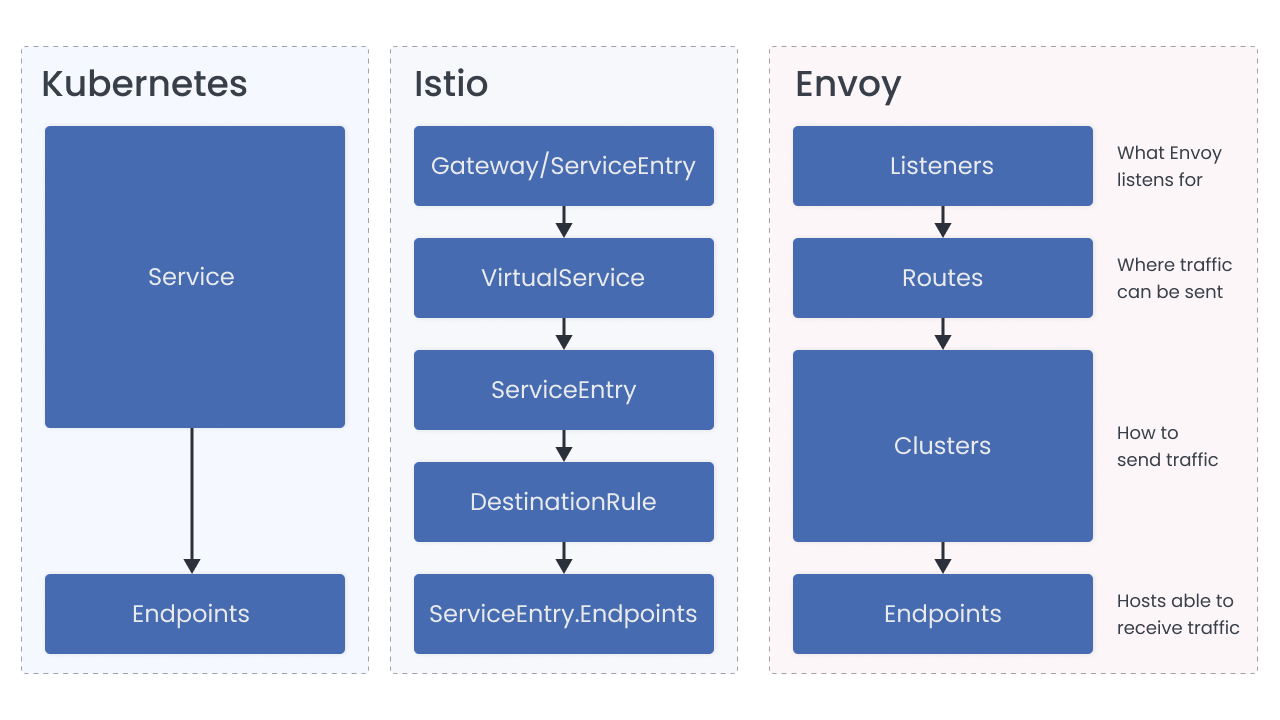 Kubernetes
Service
Endpoints
Istio
Gateway/ServiceEntry
VirtualService
ServiceEntry
DestinationRule
ServiceEntry.Endpoints
Envoy
Listeners
What Envoy
listens for
Routes
Where traffic
can be sent
Clusters
How to
send traffic
Endpoints
Hosts able to
receive traffic